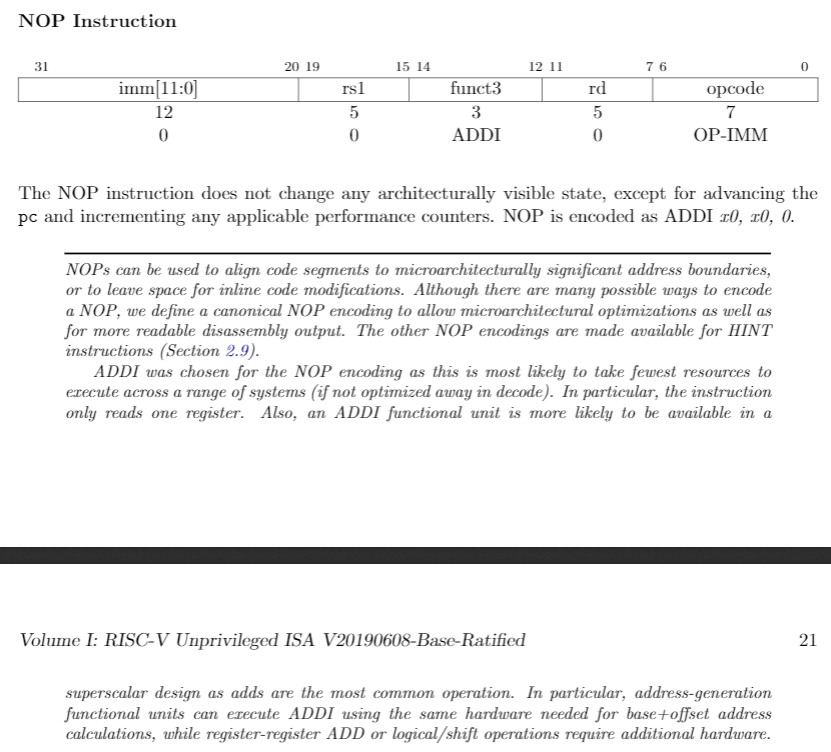 NOP Instruction
31 20 19 15 14 12 11 7 6 0
imm[11:0] rs1 funct3 rd opcode
12 5 3 5 7
0 0 ADDI 0 OP-IMM
The NOP instruction does not change any architecturally visible state, except for advancing the
pc and incrementing any applicable performance counters. NOP is encoded as ADDI x0, x0, 0.
NOPs can be used to align code segments to microarchitecturally significant address boundaries,
or to leave space for inline code modifications. Although there are many possible ways to encode
a NOP, we define a canonical NOP encoding to allow microarchitectural optimizations as well as
for more readable disassembly output. The other NOP encodings are made available for HINT
instructions (Section 2.9).
ADDI was chosen for the NOP encoding as this is most likely to take fewest resources to
execute across a range of systems (if not optimized away in decode). In particular, the instruction
only reads one register. Also, an ADDI functional unit is more likely to be available in a
Volume I: RISC-V Unprivileged ISA V20190608-Base-Ratified 21
superscalar design as adds are the most common operation. In particular, address-generation
functional units can execute ADDI using the same hardware needed for base+offset address
calculations, while register-register ADD or logical/shift operations require additional hardware.